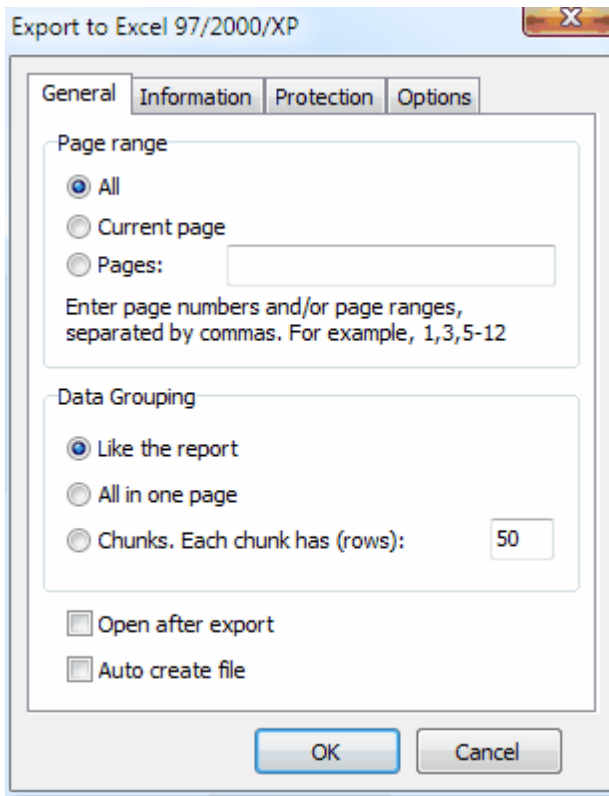 Export to Excel 97/2000/XP
General Information Protection Options
Page range
All
Current page
Pages:
Enter page numbers and/or page ranges,
separated by commas. For example, 1,3,5-12
Data Grouping
Like the report
All in one page
Chunks. Each chunk has (rows): 50
Open after export
Auto create file
OK Cancel